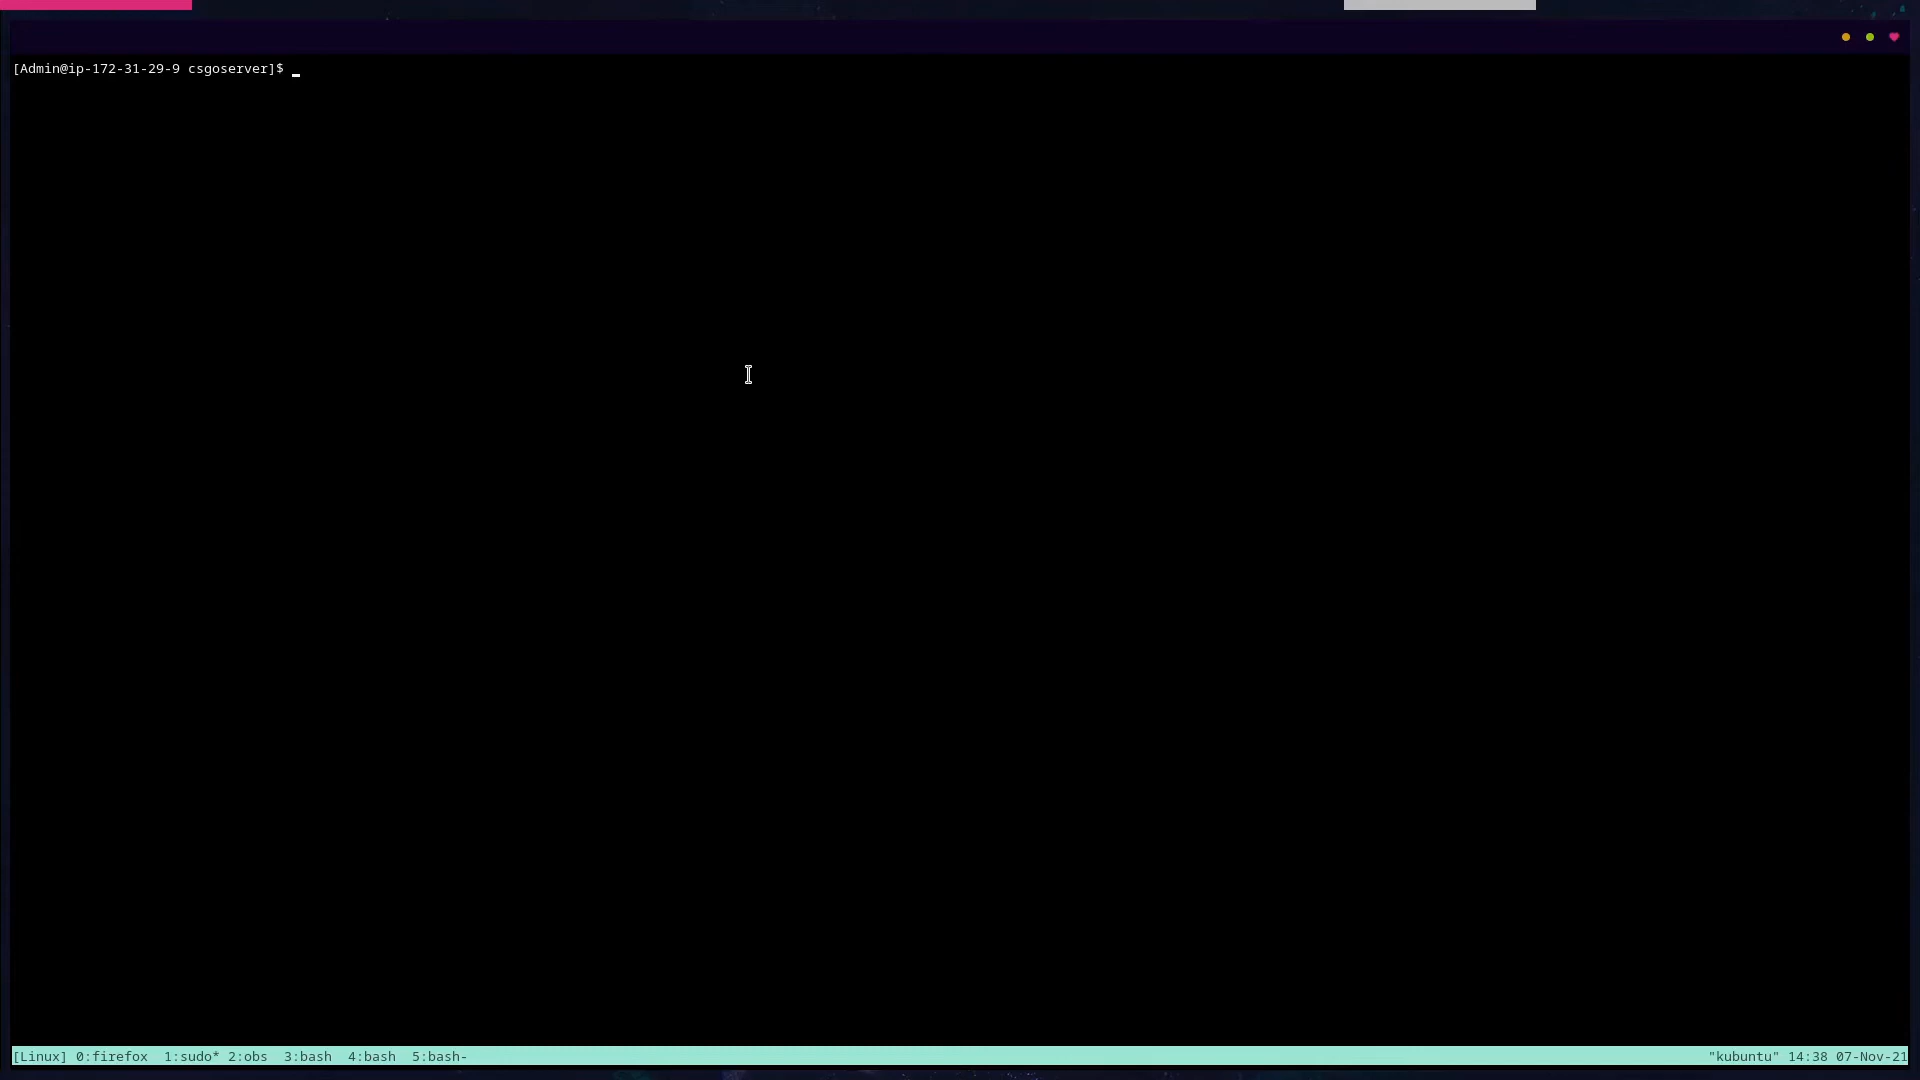 [Admin@ip-172-31-29-9 csgoserver]$ _
[Linux] 0:firefox  1:sudo* 2:obs  3:bash  4:bash  5:bash-
"kubuntu" 14:38 07-Nov-21